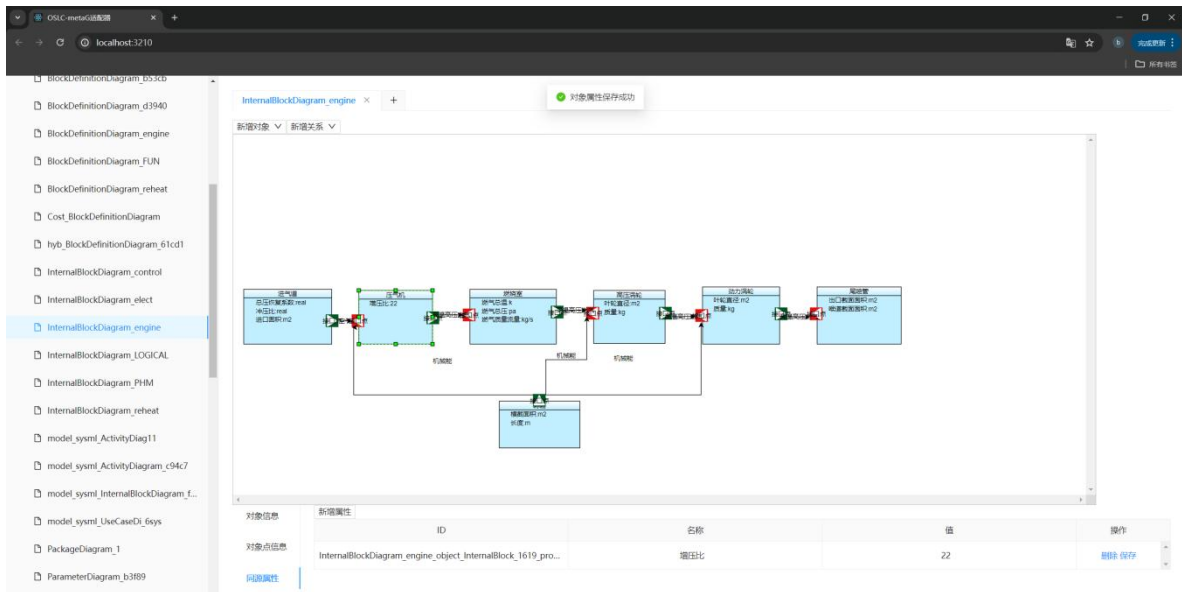 OSLC-metaG适配器
localhost:3210
完成更新
所有书签
BlockDefinitionDiagram_b53cb
BlockDefinitionDiagram_d3940
BlockDefinitionDiagram_engine
BlockDefinitionDiagram_FUN
BlockDefinitionDiagram_reheat
Cost_BlockDefinitionDiagram
hyb_BlockDefinitionDiagram_61cd1
InternalBlockDiagram_control
InternalBlockDiagram_elect
InternalBlockDiagram_engine
InternalBlockDiagram_LOGICAL
InternalBlockDiagram_PHM
InternalBlockDiagram_reheat
model_sysml_ActivityDiag11
model_sysml_ActivityDiagram_c94c7
model_sysml_InternalBlockDiagram_f...
model_sysml_UseCaseDi_6sys
PackageDiagram_1
ParameterDiagram_b3f89
InternalBlockDiagram_engine
对象属性保存成功
新增对象 新增关系
进气道
总压恢复系数:real
冲压比:real
进口面积:m2
压气机
增压比:22
燃烧室
燃气总温:k
燃气总压:pa
燃气质量流量:kg/s
高压涡轮
叶轮直径:m2
质量:kg
动力涡轮
叶轮直径:m2
质量:kg
尾喷管
出口截面面积:m2
喉道截面面积:m2
机械能
机械能
机械能
横截面积:m2
长度:m
对象信息
对象点信息
同源属性
新增属性
ID 名称 值 操作
InternalBlockDiagram_engine_object_InternalBlock_1619_pro... 增压比 22 删除 保存